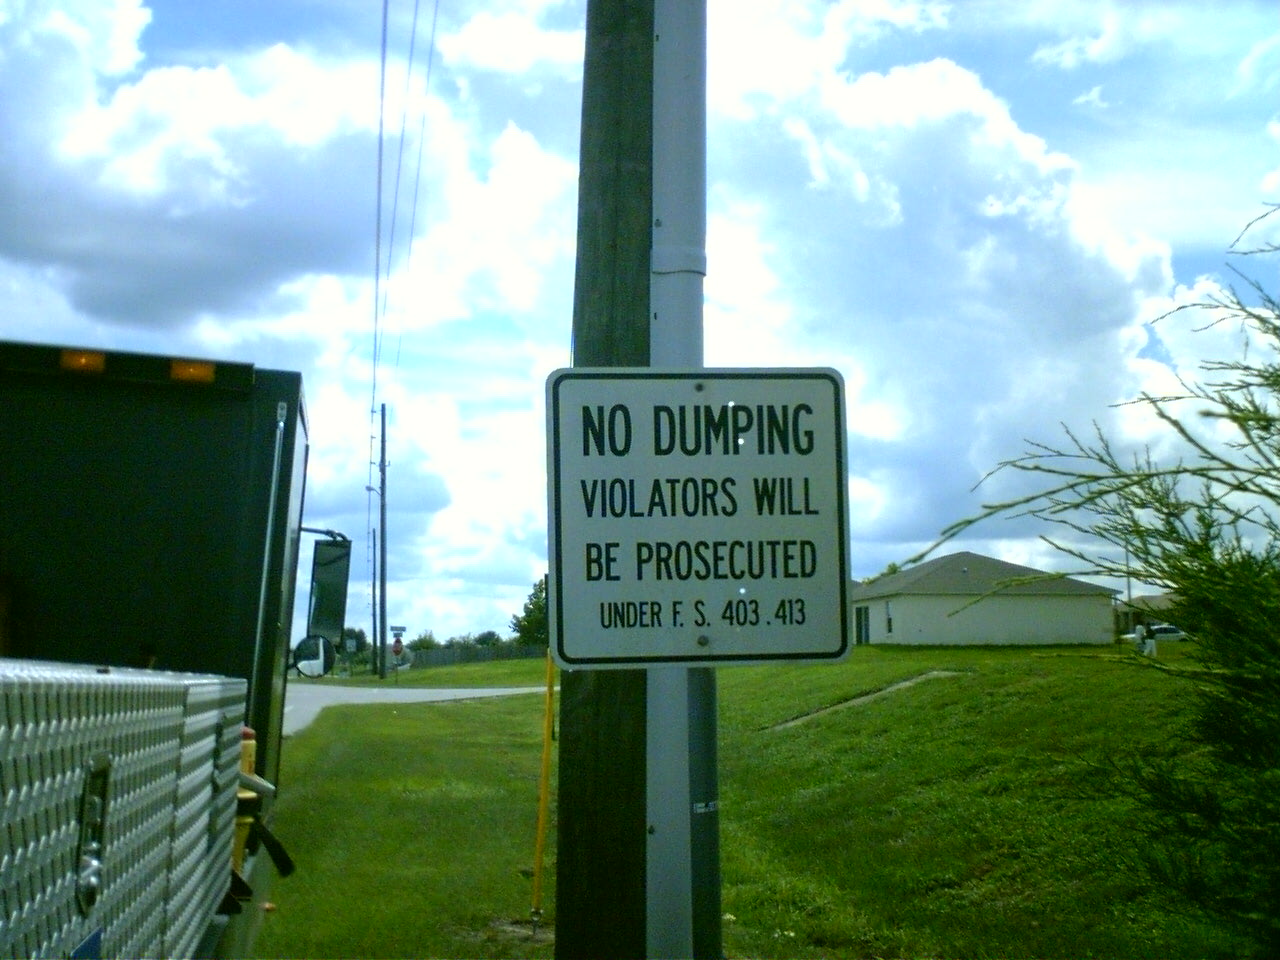 NO DUMPING
VIOLATORS WILL
BE PROSECUTED
UNDER F. S. 403.413